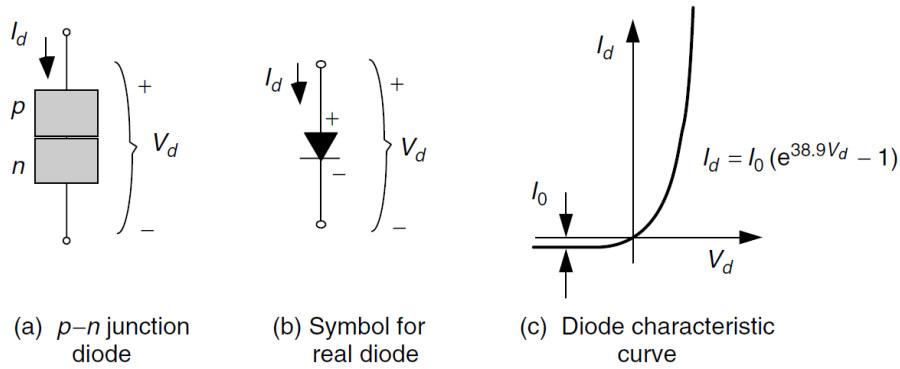 I_d
p
n
+
V_d
–
I_d
+
–
+
V_d
–
I_d
I_d = I_0 (e^{38.9V_d} – 1)
I_0
V_d
(a) p–n junction
diode
(b) Symbol for
real diode
(c) Diode characteristic
curve